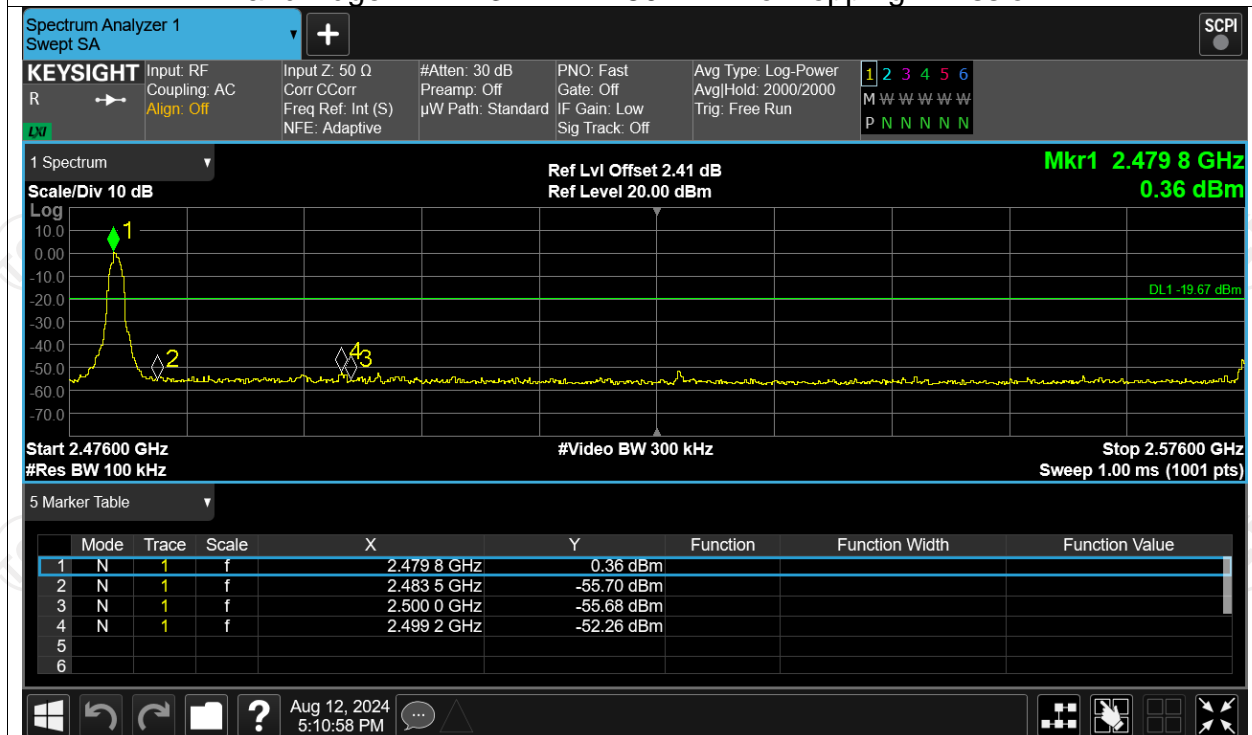 Spectrum Analyzer 1
Swept SA
+
SCPI
KEYSIGHT
R
LXI
Input: RF
Coupling: AC
Align: Off
Input Z: 50 Ω
Corr CCorr
Freq Ref: Int (S)
NFE: Adaptive
#Atten: 30 dB
Preamp: Off
µW Path: Standard
PNO: Fast
Gate: Off
IF Gain: Low
Sig Track: Off
Avg Type: Log-Power
Avg|Hold: 2000/2000
Trig: Free Run
1 2 3 4 5 6
M W W W W W
P N N N N N
1 Spectrum
Scale/Div 10 dB
Ref Lvl Offset 2.41 dB
Ref Level 20.00 dBm
Mkr1 2.479 8 GHz
0.36 dBm
Log
10.0
0.00
-10.0
-20.0
-30.0
-40.0
-50.0
-60.0
-70.0
1
2
4
3
DL1 -19.67 dBm
Start 2.47600 GHz
#Res BW 100 kHz
#Video BW 300 kHz
Stop 2.57600 GHz
Sweep 1.00 ms (1001 pts)
5 Marker Table
Mode Trace Scale X Y Function Function Width Function Value
1 N 1 f 2.479 8 GHz 0.36 dBm
2 N 1 f 2.483 5 GHz -55.70 dBm
3 N 1 f 2.500 0 GHz -55.68 dBm
4 N 1 f 2.499 2 GHz -52.26 dBm
5
6
?
Aug 12, 2024
5:10:58 PM